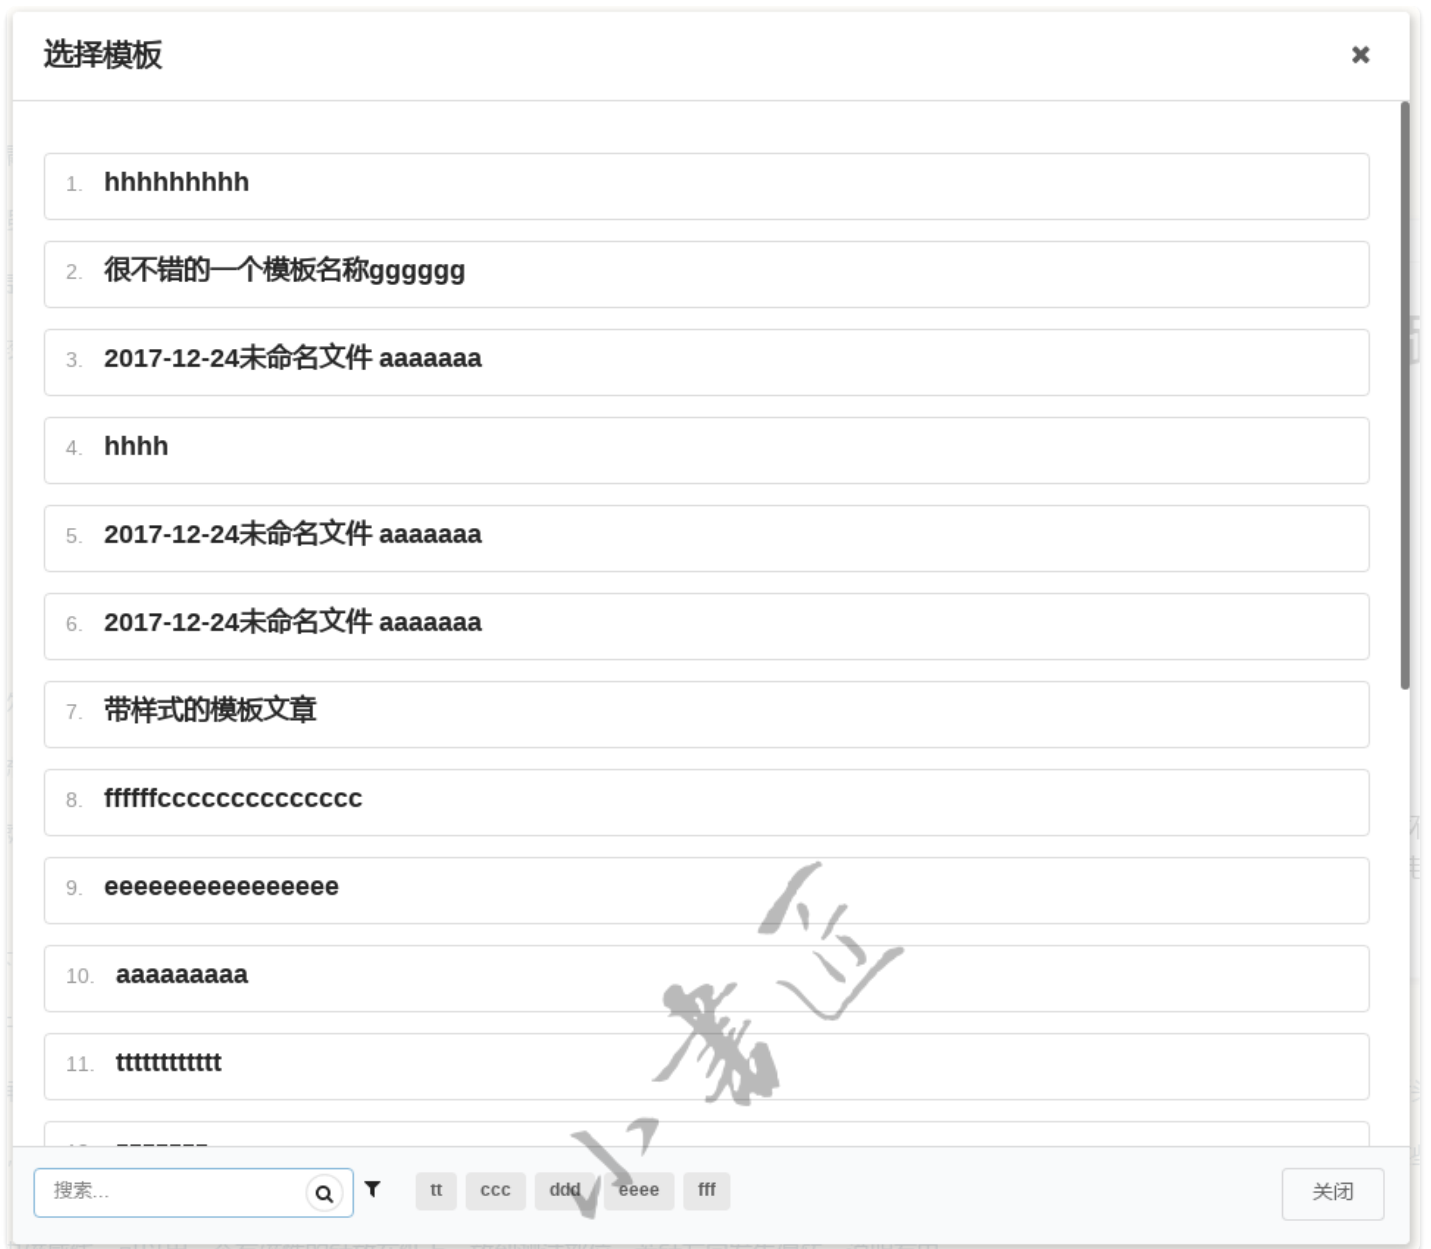 选择模板
1. hhhhhhhhh
2. 很不错的一个模板名称gggggg
3. 2017-12-24未命名文件 aaaaaaa
4. hhhh
5. 2017-12-24未命名文件 aaaaaaa
6. 2017-12-24未命名文件 aaaaaaa
7. 带样式的模板文章
8. ffffffcccccccccccccc
9. eeeeeeeeeeeeeeee
10. aaaaaaaaa
11. tttttttttttt
搜索... tt ccc ddd eeee fff 关闭